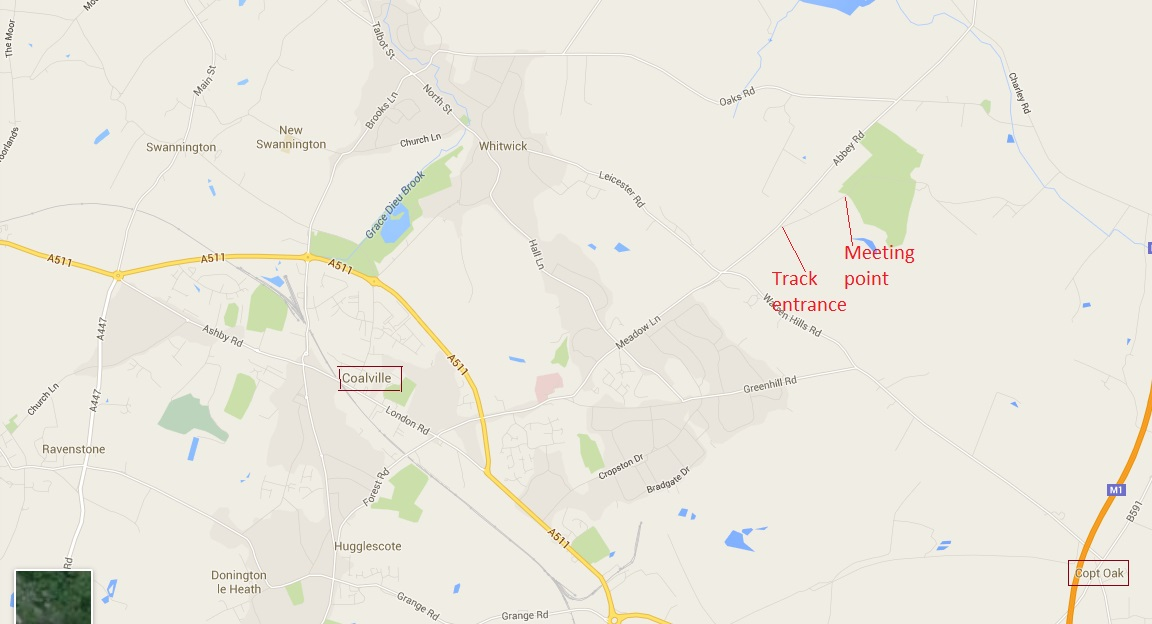 The Moor
Talbot St
Main St
Oaks Rd
Charley Rd
North St
Brooks Ln
New
Swannington
Church Ln
Abbey Rd
Swannington
Whitwick
Leicester Rd
Grace Dieu Brook
Hall Ln
A511
A511
A511
Meeting
point
Track
entrance
Warren Hills Rd
A447
Ashby Rd
Meadow Ln
A511
Coalville
Greenhill Rd
Church Ln
A447
London Rd
Ravenstone
Cropston Dr
Bradgate Dr
Forest Rd
M1
B591
A511
Hugglescote
Rd
Donington
le Heath
Copt Oak
Grange Rd
Grange Rd